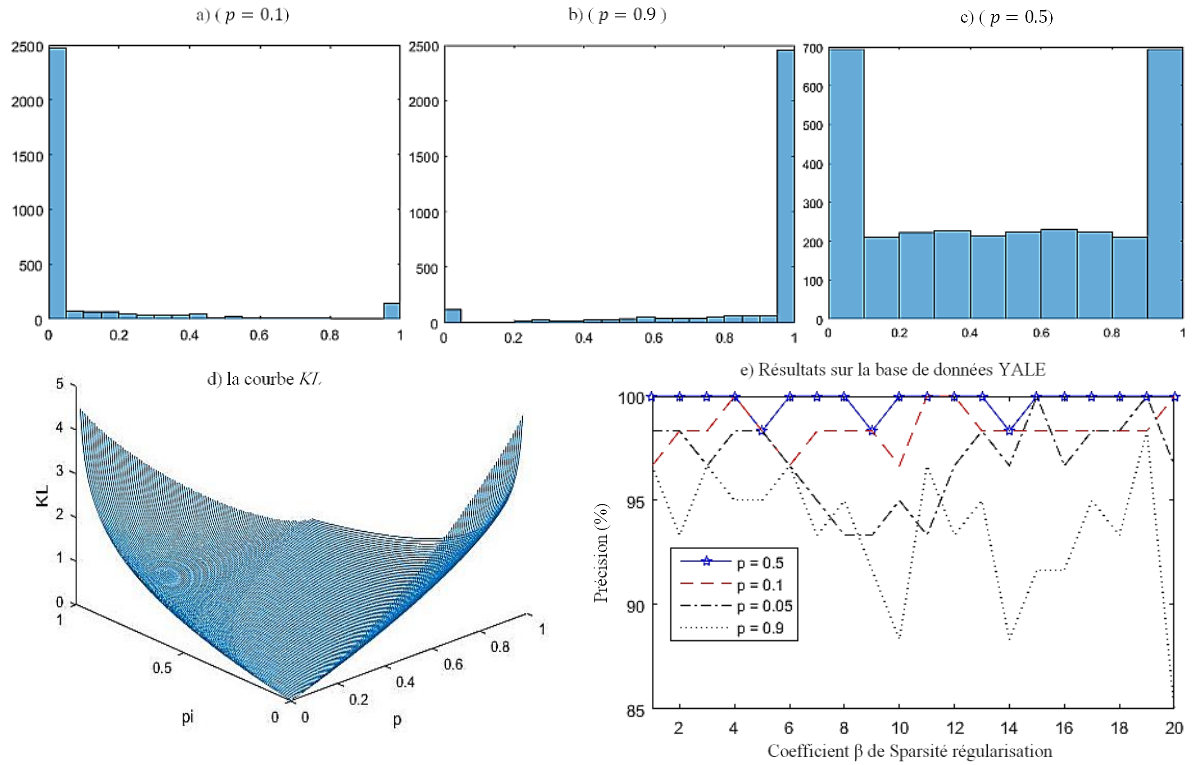 a) ( p = 0.1)
b) ( p = 0.9 )
c) ( p = 0.5)
2500
2000
1500
1000
500
0
0 0.2 0.4 0.6 0.8 1
2500
2000
1500
1000
500
0
0 0.2 0.4 0.6 0.8 1
700
600
500
400
300
200
100
0
0 0.2 0.4 0.6 0.8 1
d) la courbe KL
5
4
3
2
1
0
KL
1
0.5
0
pi
0
0.2
0.4
0.6
0.8
1
p
e) Résultats sur la base de données YALE
100
95
90
85
Précision (%)
p = 0.5
p = 0.1
p = 0.05
p = 0.9
2 4 6 8 10 12 14 16 18 20
Coefficient β de Sparsité régularisation